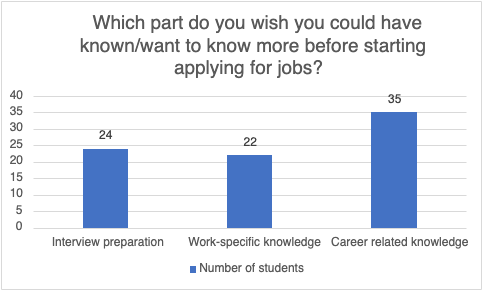 Which part do you wish you could have
known/want to know more before starting
applying for jobs?
40
35
30
25
20
15
10
5
0
24
22
35
Interview preparation
Work-specific knowledge
Career related knowledge
Number of students